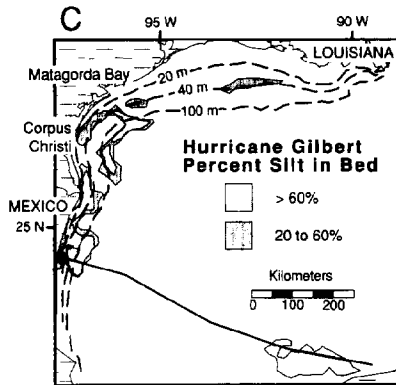 C
95 W
90 W
LOUISIANA
Matagorda Bay
20 m
40 m
100 m
Corpus
Christi
Hurricane Gilbert
Percent Silt in Bed
> 60%
20 to 60%
MEXICO
25 N
Kilometers
0 100 200